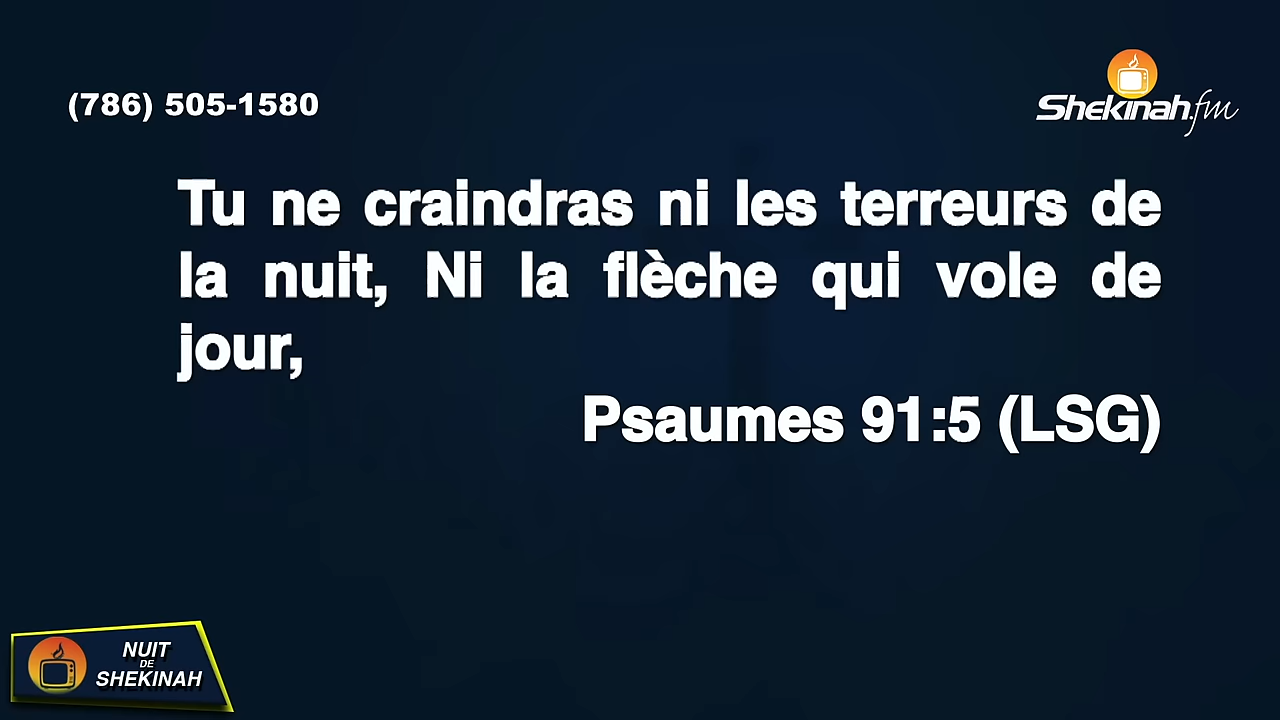 (786) 505-1580
Shekinah.fm
Tu ne craindras ni les terreurs de
la nuit, Ni la flèche qui vole de
jour,
Psaumes 91:5 (LSG)
NUIT
DE
SHEKINAH